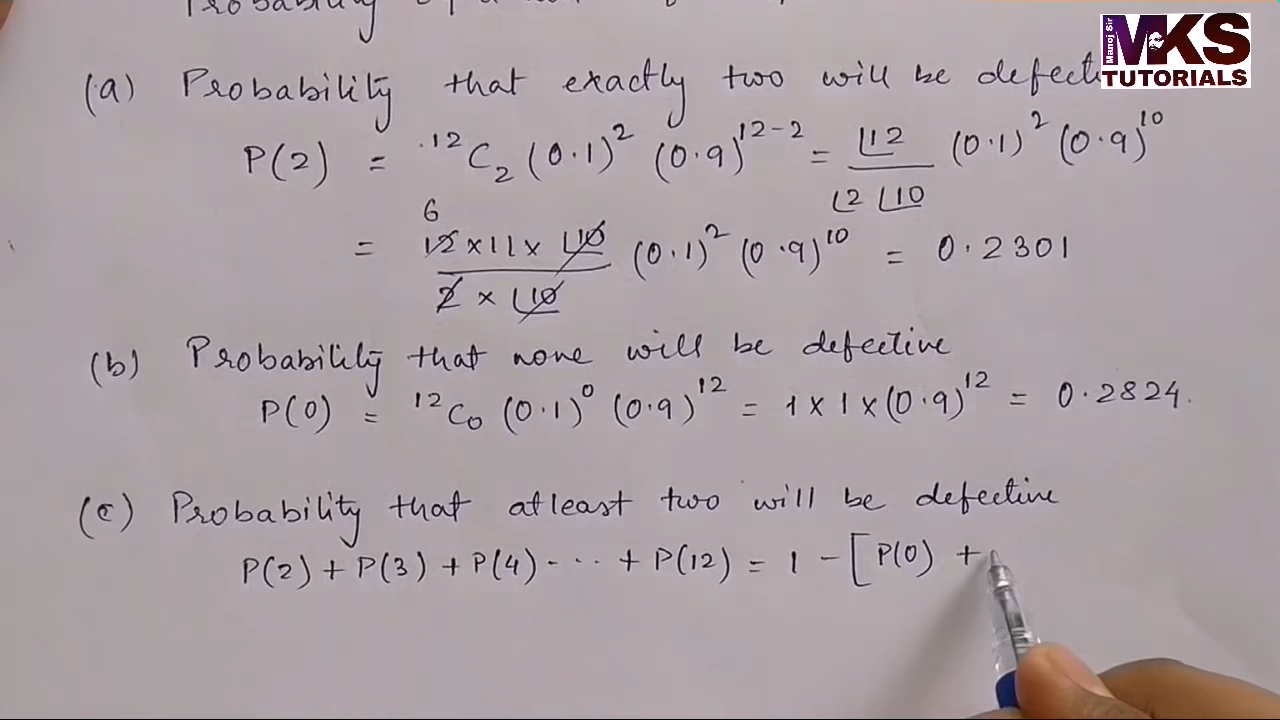 Probability
MKS
Manoj Sir
TUTORIALS
(a) Probability that exactly two will be
P(2) = ¹²C₂ (0.1)² (0.9)¹²⁻² = ⌊12 / ⌊2 ⌊10 (0.1)² (0.9)¹⁰
6
= 12 × 11 × ⌊10 / 2 × ⌊10 (0.1)² (0.9)¹⁰ = 0.2301
(b) Probability that none will be defective
P(0) = ¹²C₀ (0.1)⁰ (0.9)¹² = 1 × 1 × (0.9)¹² = 0.2824.
(c) Probability that atleast two will be defective
P(2) + P(3) + P(4) - ·· + P(12) = 1 - [P(0) +